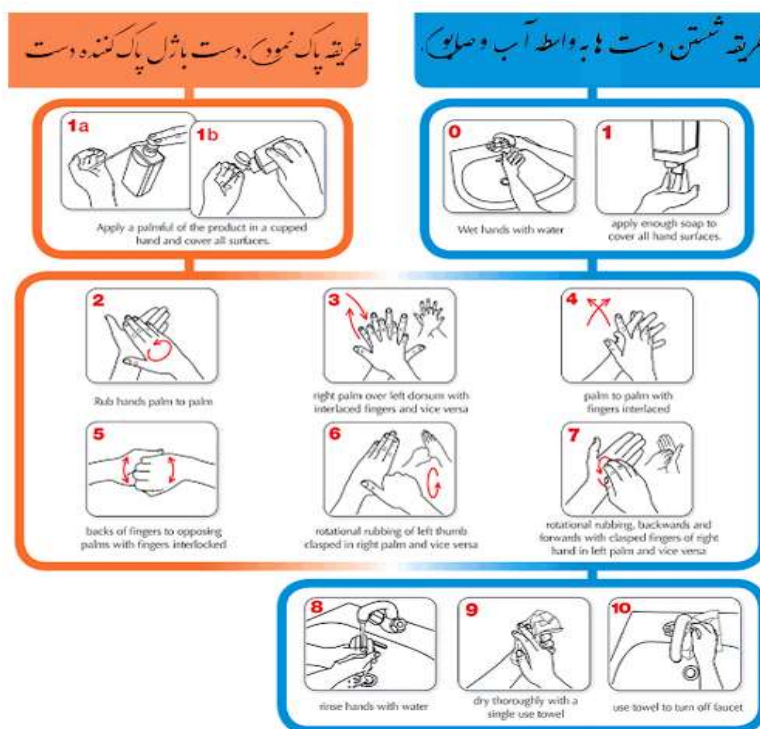 طریقه پاک نمودن دست با ژل پاک کننده دست
طریقه شستن دست ها به واسطه آب و صابون
1a
1b
Apply a palmful of the product in a cupped
hand and cover all surfaces.
0
Wet hands with water
1
apply enough soap to
cover all hand surfaces.
2
Rub hands palm to palm
3
right palm over left dorsum with
interlaced fingers and vice versa
4
palm to palm with
fingers interlaced
5
backs of fingers to opposing
palms with fingers interlocked
6
rotational rubbing of left thumb
clasped in right palm and vice versa
7
rotational rubbing, backwards and
forwards with clasped fingers of right
hand in left palm and vice versa
8
rinse hands with water
9
dry thoroughly with a
single use towel
10
use towel to turn off faucet